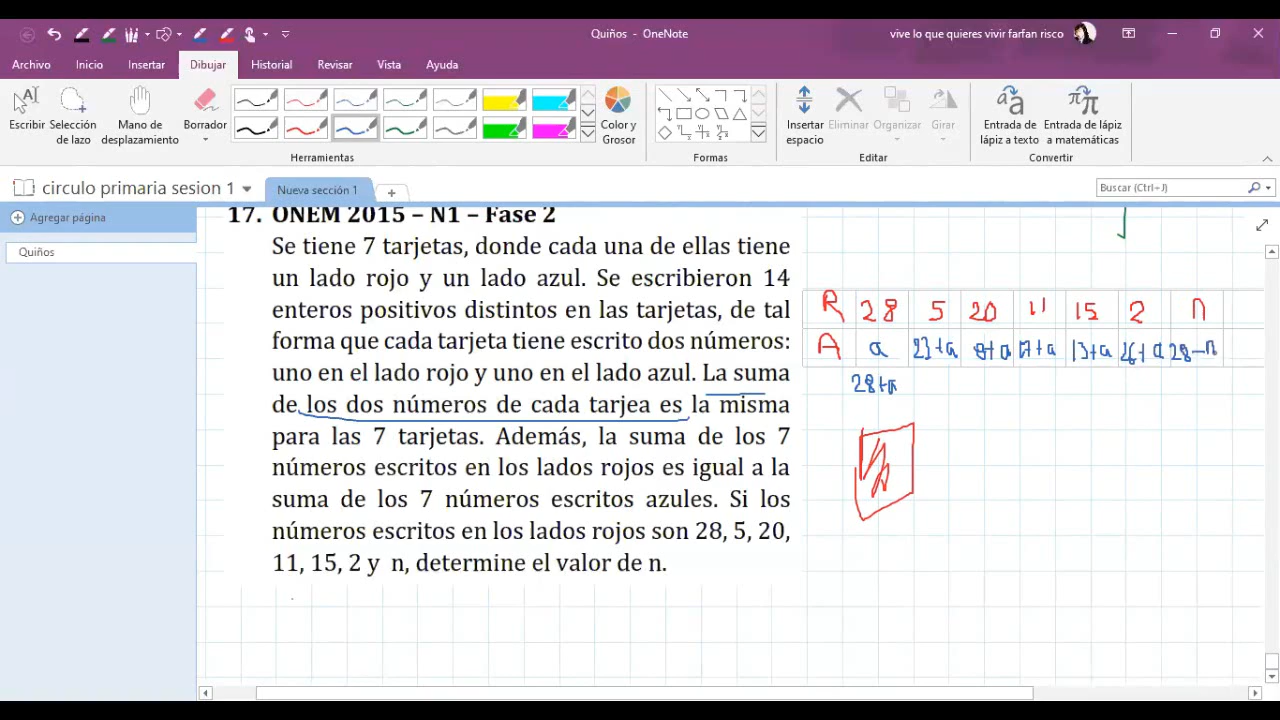 Quiños - OneNote
vive lo que quieres vivir farfan risco
Archivo Inicio Insertar Dibujar Historial Revisar Vista Ayuda
Escribir Selección de lazo Mano de desplazamiento Borrador Color y Grosor Insertar espacio Eliminar Organizar Girar Entrada de lápiz a texto Entrada de lápiz a matemáticas
Herramientas Formas Editar Convertir
circulo primaria sesion 1 Nueva sección 1 Buscar (Ctrl+J)
Agregar página
Quiños
17. ONEM 2015 – N1 – Fase 2
Se tiene 7 tarjetas, donde cada una de ellas tiene
un lado rojo y un lado azul. Se escribieron 14
enteros positivos distintos en las tarjetas, de tal
forma que cada tarjeta tiene escrito dos números:
uno en el lado rojo y uno en el lado azul. La suma
de los dos números de cada tarjea es la misma
para las 7 tarjetas. Además, la suma de los 7
números escritos en los lados rojos es igual a la
suma de los 7 números escritos azules. Si los
números escritos en los lados rojos son 28, 5, 20,
11, 15, 2 y n, determine el valor de n.
R 28 5 20 11 15 2 n
A a 23+a 8+a 17+a 13+a 26+a 28-n
28+a